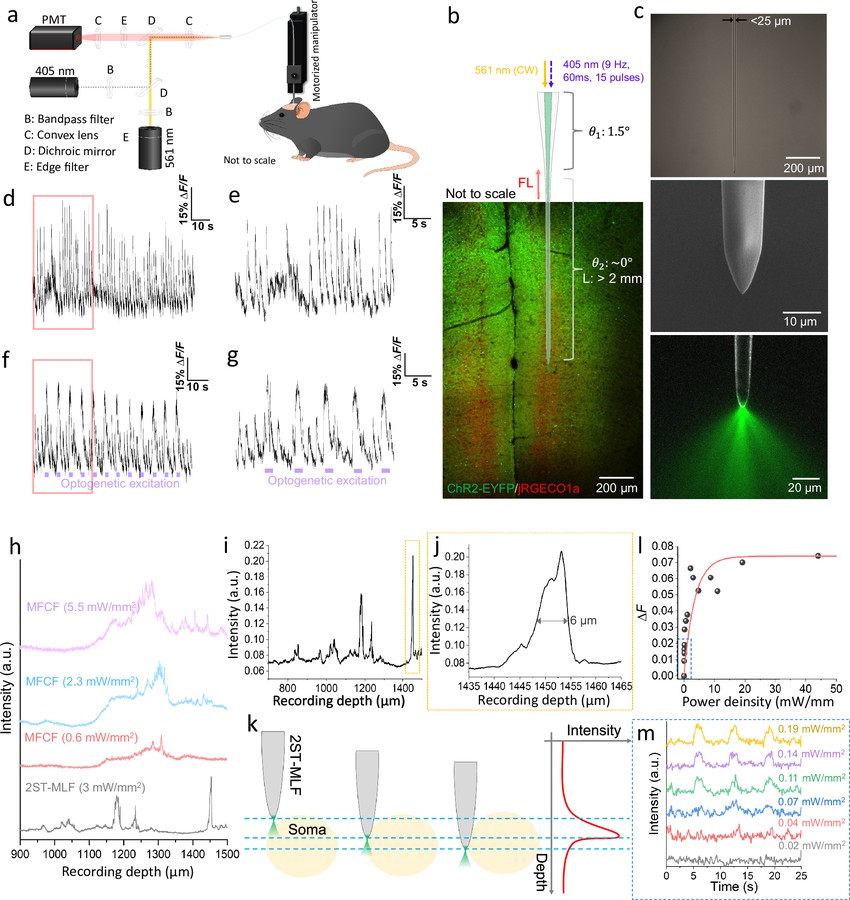 a
PMT
C
E
D
C
405 nm
B
D
B
E
561 nm
Motorized manipulator
B: Bandpass filter
C: Convex lens
D: Dichroic mirror
E: Edge filter
Not to scale
b
561 nm (CW)
405 nm (9 Hz,
60ms, 15 pulses)
θ1: 1.5°
FL
Not to scale
θ2: ~0°
L: > 2 mm
ChR2-EYFP/jRGECO1a
200 µm
c
<25 µm
200 µm
10 µm
20 µm
d
15% ΔF/F
10 s
e
15% ΔF/F
5 s
f
15% ΔF/F
10 s
Optogenetic excitation
g
15% ΔF/F
5 s
Optogenetic excitation
h
MFCF (5.5 mW/mm²)
MFCF (2.3 mW/mm²)
MFCF (0.6 mW/mm²)
2ST-MLF (3 mW/mm²)
Intensity (a.u.)
900 1000 1100 1200 1300 1400 1500
Recording depth (µm)
i
Intensity (a.u.)
0.22
0.20
0.18
0.16
0.14
0.12
0.10
0.08
0.06
800 1000 1200 1400
Recording depth (µm)
j
Intensity (a.u.)
0.20
0.18
0.16
0.14
0.12
0.10
0.08
6 µm
1435 1440 1445 1450 1455 1460 1465
Recording depth (µm)
k
2ST-MLF
Soma
Intensity
Depth
l
ΔF
0.08
0.07
0.06
0.05
0.04
0.03
0.02
0.01
0.00
0 10 20 30 40 50
Power deinsity (mW/mm
m
Intensity (a.u.)
0.19 mW/mm²
0.14 mW/mm²
0.11 mW/mm²
0.07 mW/mm²
0.04 mW/mm²
0.02 mW/mm²
0 5 10 15 20 25
Time (s)